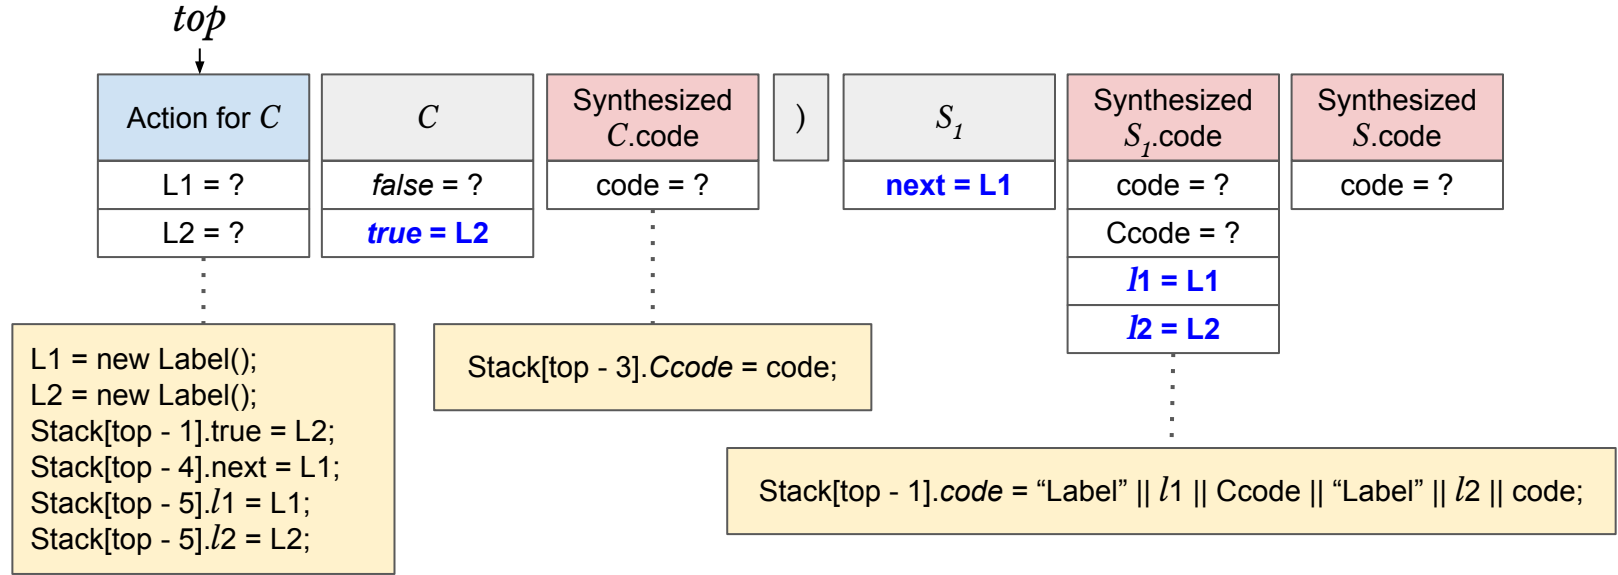 top
Action for C
C
Synthesized
C.code
)
S1
Synthesized
S1.code
Synthesized
S.code
L1 = ?
false = ?
code = ?
next = L1
code = ?
code = ?
L2 = ?
true = L2
Ccode = ?
l1 = L1
l2 = L2
L1 = new Label();
L2 = new Label();
Stack[top - 1].true = L2;
Stack[top - 4].next = L1;
Stack[top - 5].l1 = L1;
Stack[top - 5].l2 = L2;
Stack[top - 3].Ccode = code;
Stack[top - 1].code = “Label” || l1 || Ccode || “Label” || l2 || code;